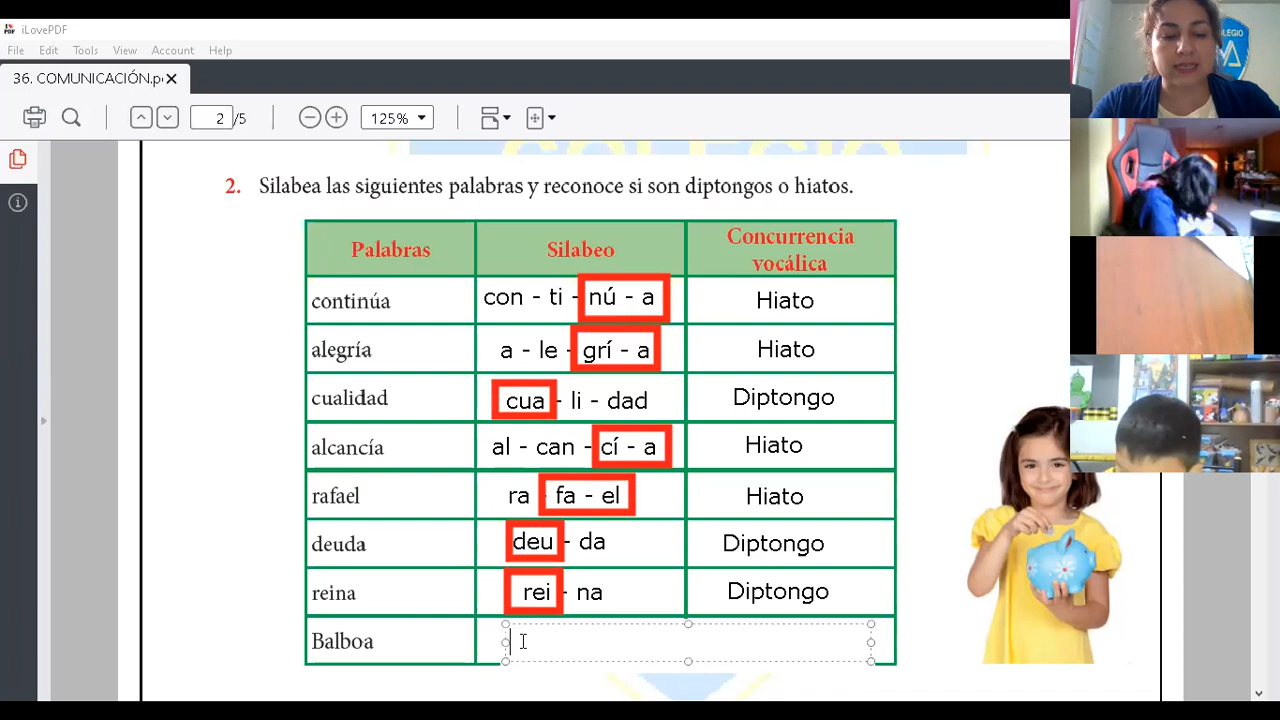 iLovePDF
File Edit Tools View Account Help
36. COMUNICACIÓN.p
2 /5 125%
COLEGIO
OLEGIO
2. Silabea las siguientes palabras y reconoce si son diptongos o hiatos.
Palabras Silabeo Concurrencia
vocálica
continúa con - ti - nú - a Hiato
alegría a - le - grí - a Hiato
cualidad cua - li - dad Diptongo
alcancía al - can - cí - a Hiato
rafael ra - fa - el Hiato
deuda deu - da Diptongo
reina rei - na Diptongo
Balboa